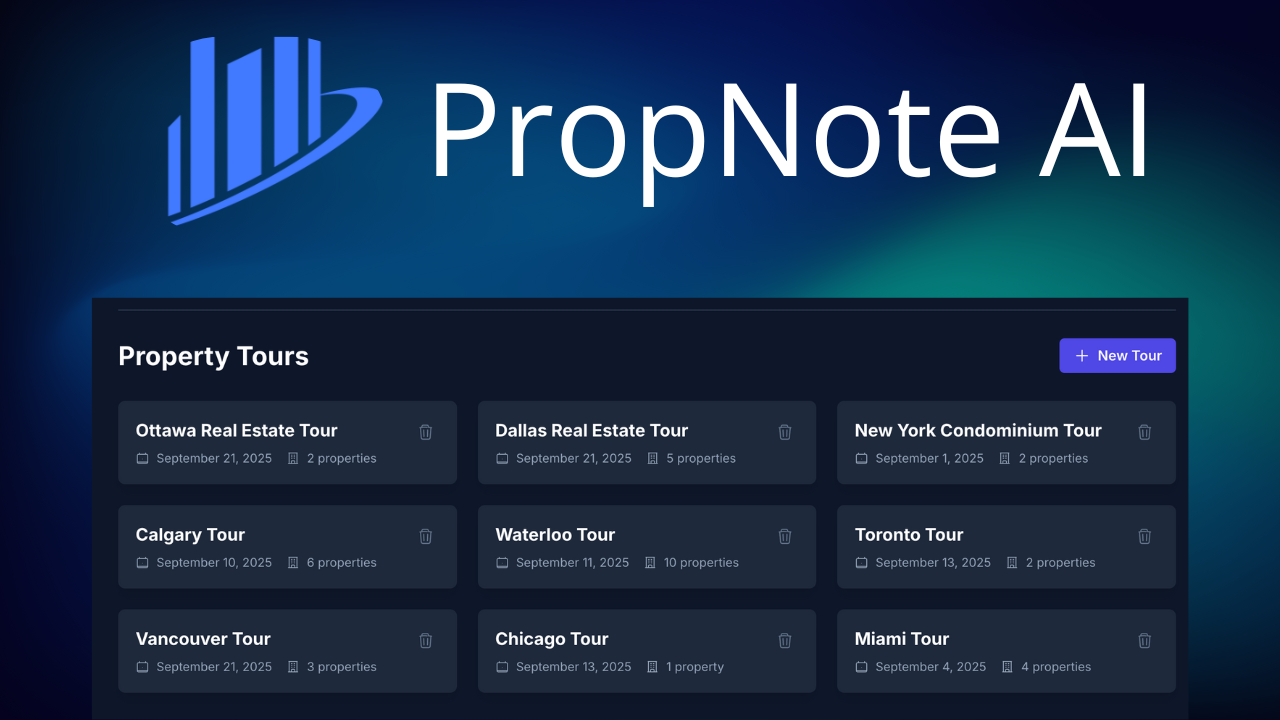 PropNote AI
Property Tours
New Tour
Ottawa Real Estate Tour
September 21, 2025 2 properties
Dallas Real Estate Tour
September 21, 2025 5 properties
New York Condominium Tour
September 1, 2025 2 properties
Calgary Tour
September 10, 2025 6 properties
Waterloo Tour
September 11, 2025 10 properties
Toronto Tour
September 13, 2025 2 properties
Vancouver Tour
September 21, 2025 3 properties
Chicago Tour
September 13, 2025 1 property
Miami Tour
September 4, 2025 4 properties